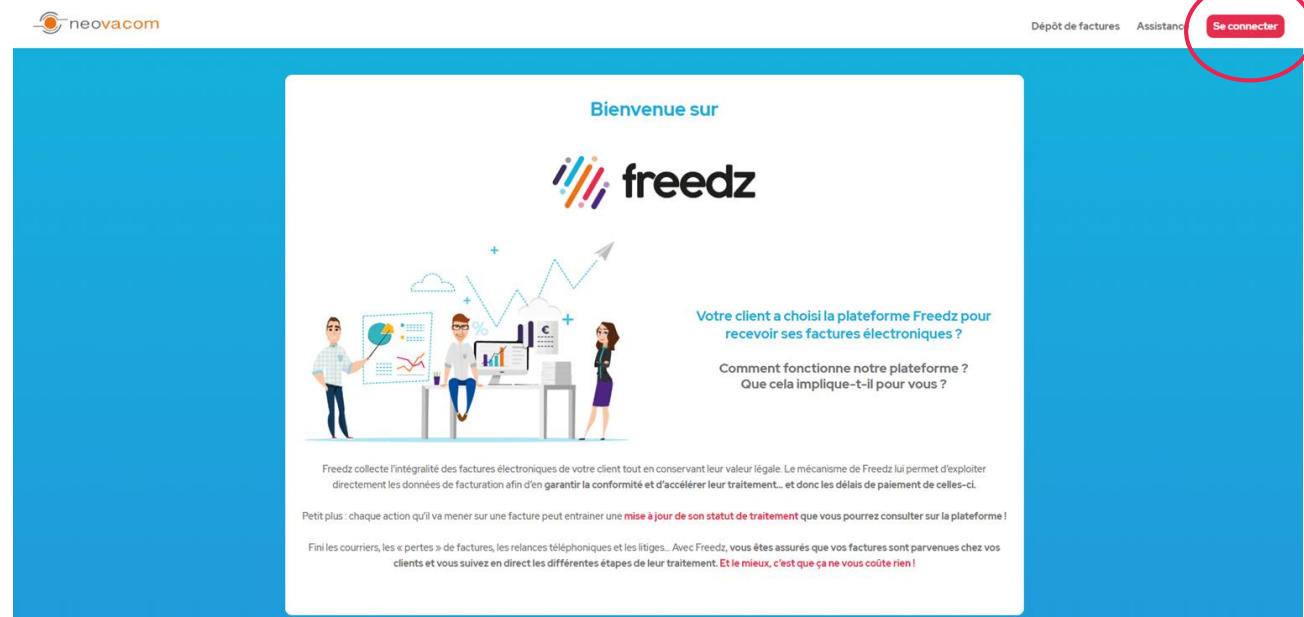 neovacom
Dépôt de factures Assistance Se connecter
Bienvenue sur
freedz
Votre client a choisi la plateforme Freedz pour
recevoir ses factures électroniques ?
Comment fonctionne notre plateforme ?
Que cela implique-t-il pour vous ?
Freedz collecte l'intégralité des factures électroniques de votre client tout en conservant leur valeur légale. Le mécanisme de Freedz lui permet d'exploiter
directement les données de facturation afin d'en garantir la conformité et d'accélérer leur traitement... et donc les délais de paiement de celles-ci.
Petit plus : chaque action qu'il va mener sur une facture peut entrainer une mise à jour de son statut de traitement que vous pourrez consulter sur la plateforme !
Fini les courriers, les « pertes » de factures, les relances téléphoniques et les litiges... Avec Freedz, vous êtes assurés que vos factures sont parvenues chez vos
clients et vous suivez en direct les différentes étapes de leur traitement. Et le mieux, c'est que ça ne vous coûte rien !